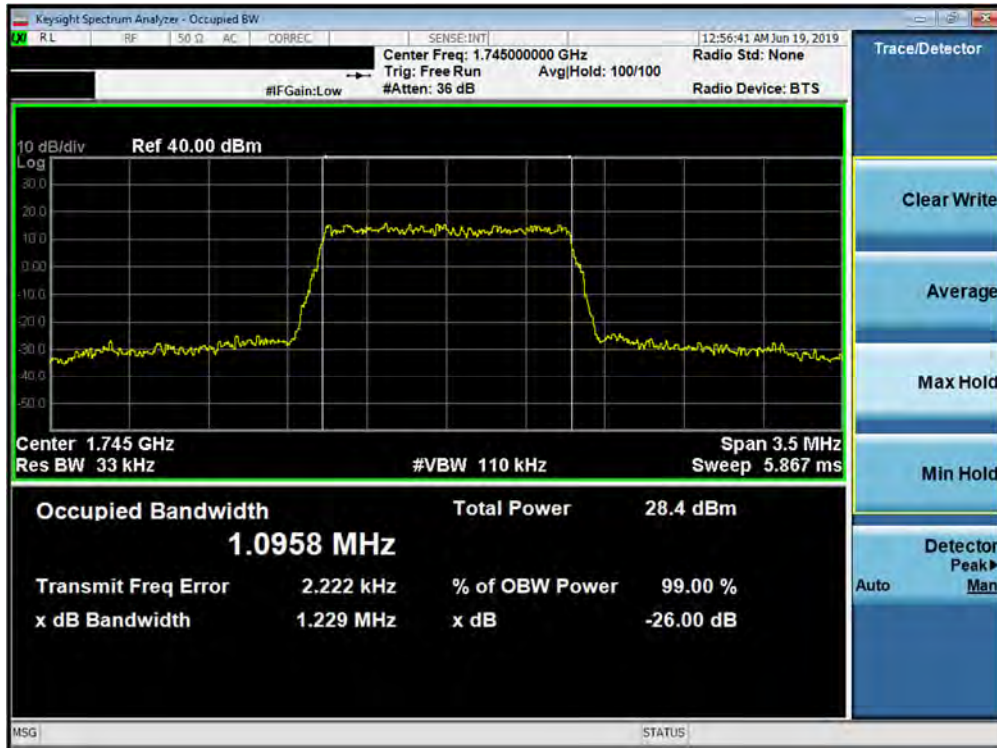 Keysight Spectrum Analyzer - Occupied BW
LXI RL RF 50 Ω AC CORREC SENSE:INT 12:56:41 AM Jun 19, 2019
Center Freq: 1.745000000 GHz Radio Std: None
Trig: Free Run Avg|Hold: 100/100
#IFGain:Low #Atten: 36 dB Radio Device: BTS
Trace/Detector
10 dB/div Ref 40.00 dBm
Log
30.0
20.0
10.0
0.00
-10.0
-20.0
-30.0
-40.0
-50.0
Center 1.745 GHz Span 3.5 MHz
Res BW 33 kHz #VBW 110 kHz Sweep 5.867 ms
Clear Write
Average
Max Hold
Min Hold
Detector
Peak▶
Auto Man
Occupied Bandwidth Total Power 28.4 dBm
1.0958 MHz
Transmit Freq Error 2.222 kHz % of OBW Power 99.00 %
x dB Bandwidth 1.229 MHz x dB -26.00 dB
MSG STATUS